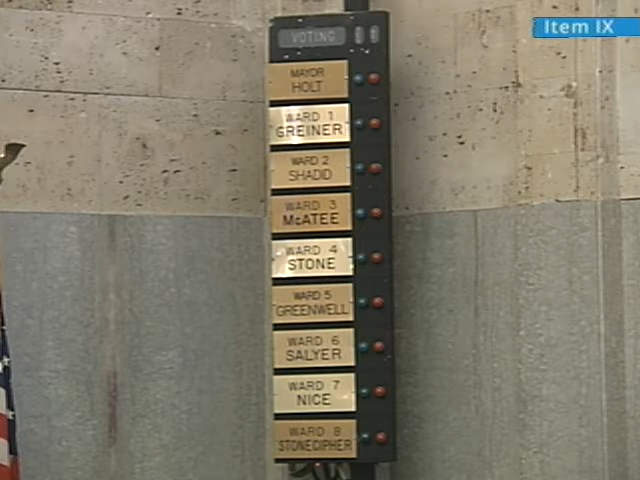 Item IX
VOTING
MAYOR
HOLT
WARD 1
GREINER
WARD 2
SHADID
WARD 3
McATEE
WARD 4
STONE
WARD 5
GREENWELL
WARD 6
SALYER
WARD 7
NICE
WARD 8
STONECIPHER